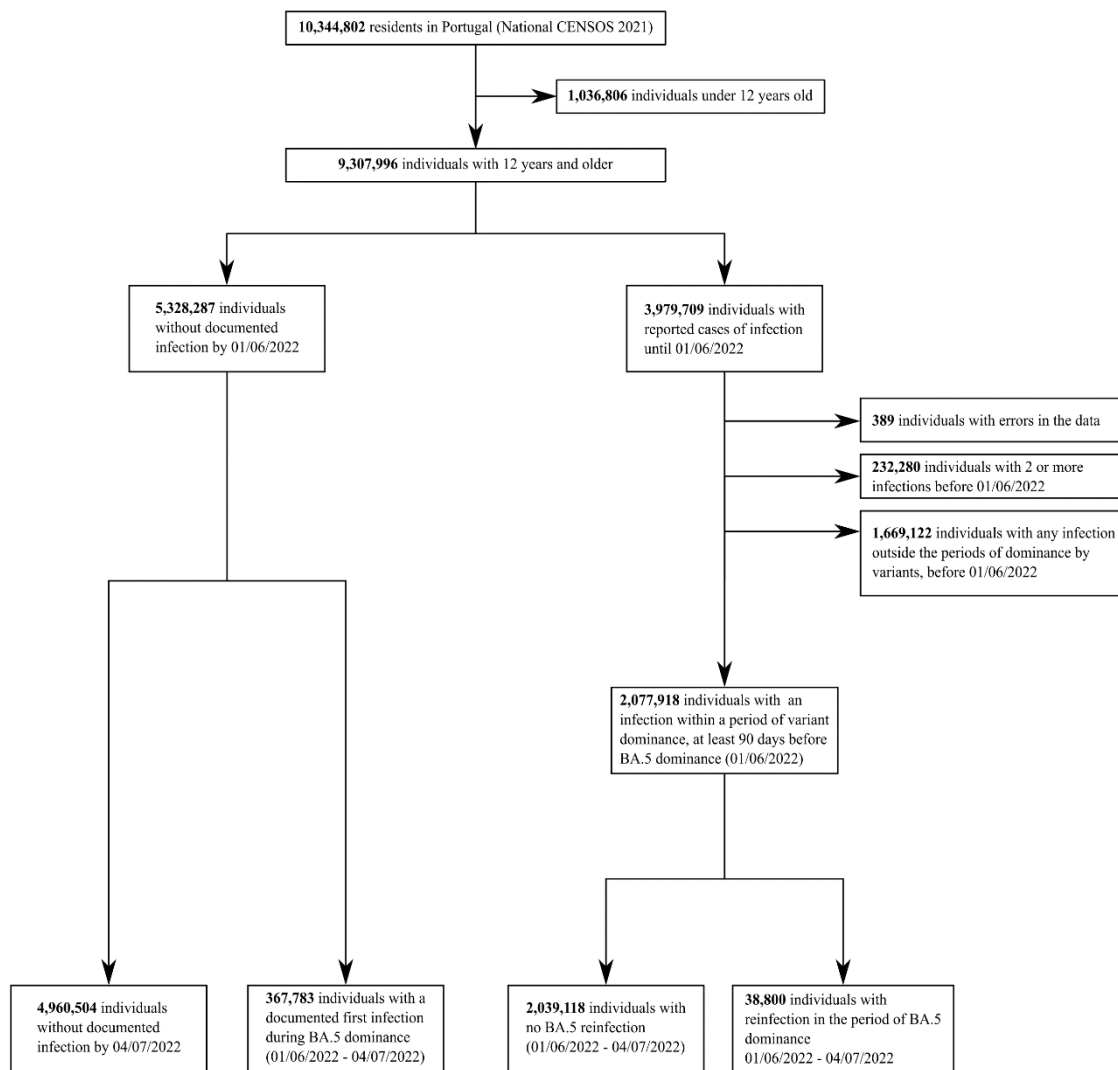 10,344,802 residents in Portugal (National CENSOS 2021)
1,036,806 individuals under 12 years old
9,307,996 individuals with 12 years and older
5,328,287 individuals
without documented
infection by 01/06/2022
3,979,709 individuals with
reported cases of infection
until 01/06/2022
389 individuals with errors in the data
232,280 individuals with 2 or more
infections before 01/06/2022
1,669,122 individuals with any infection
outside the periods of dominance by
variants, before 01/06/2022
2,077,918 individuals with an
infection within a period of variant
dominance, at least 90 days before
BA.5 dominance (01/06/2022)
4,960,504 individuals
without documented
infection by 04/07/2022
367,783 individuals with a
documented first infection
during BA.5 dominance
(01/06/2022 - 04/07/2022)
2,039,118 individuals with
no BA.5 reinfection
(01/06/2022 - 04/07/2022)
38,800 individuals with
reinfection in the period of BA.5
dominance
01/06/2022 - 04/07/2022